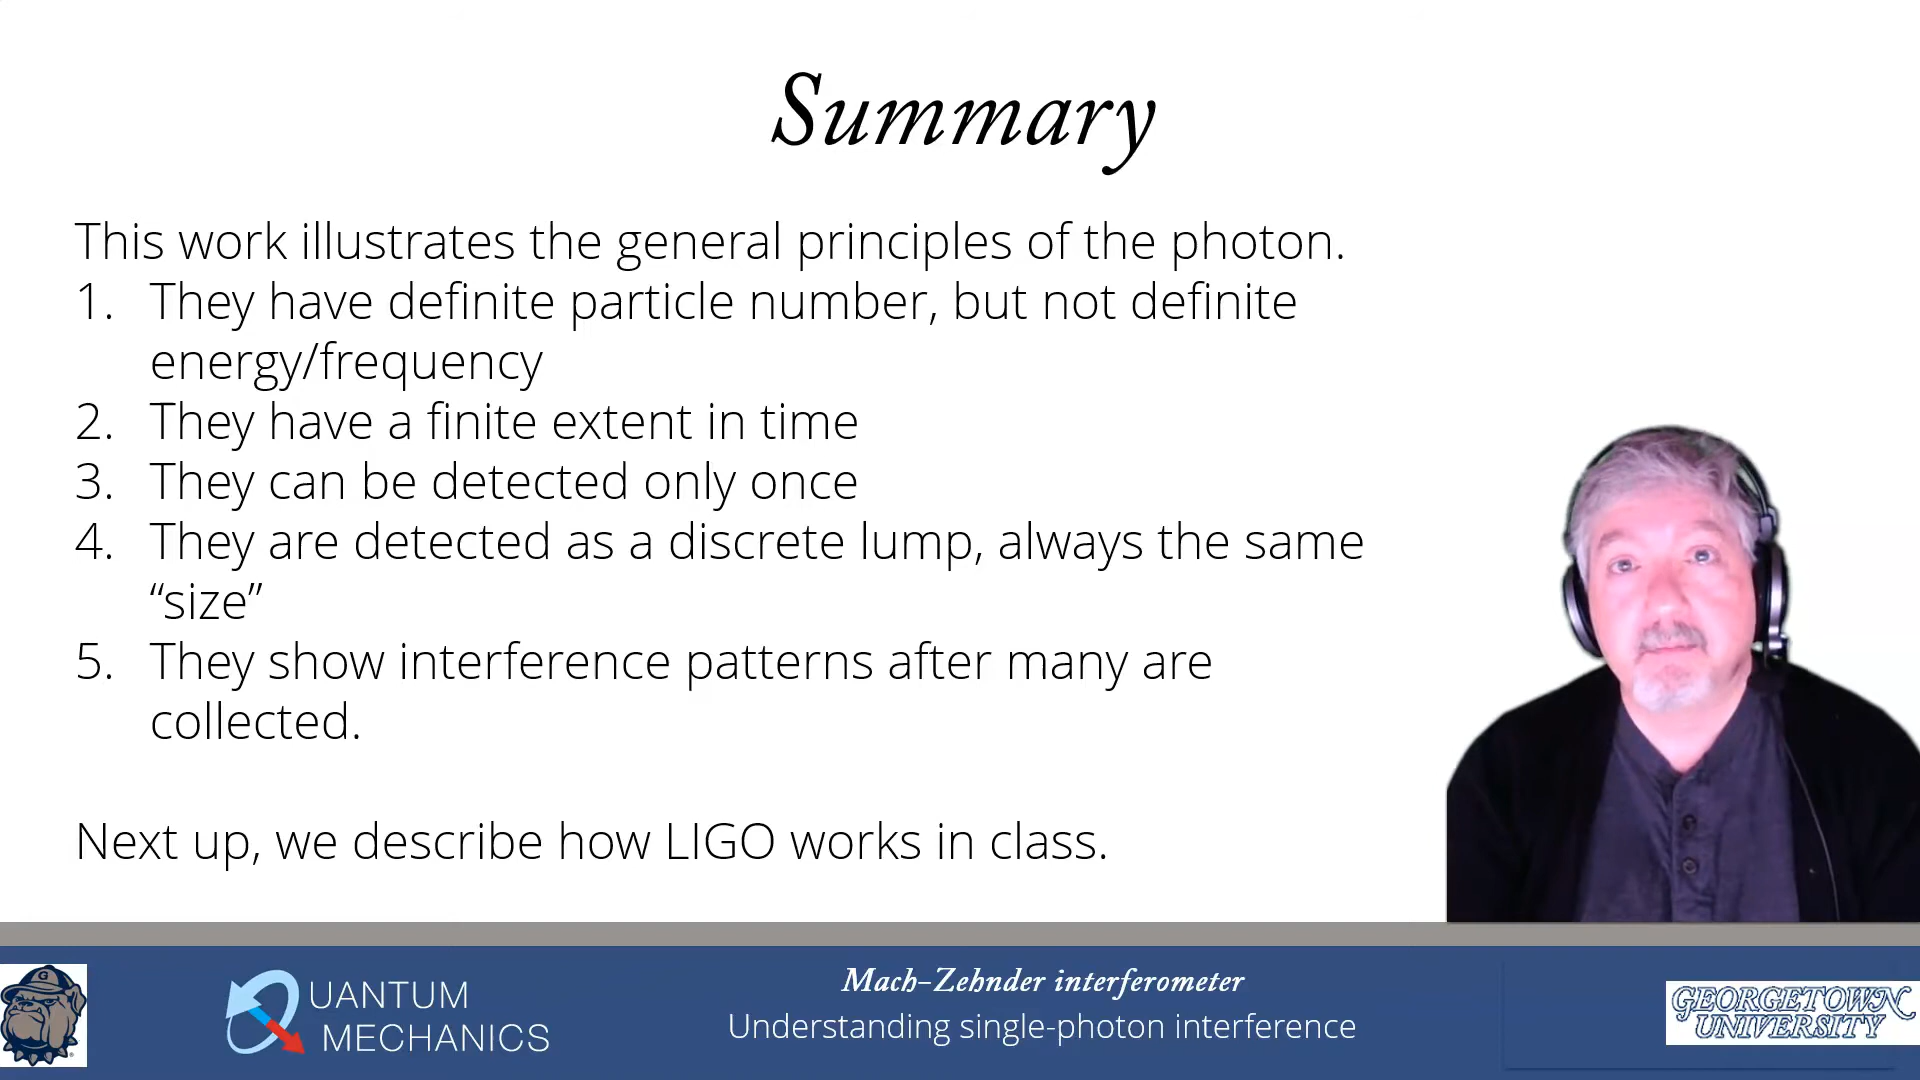 Summary
This work illustrates the general principles of the photon.
1. They have definite particle number, but not definite
energy/frequency
2. They have a finite extent in time
3. They can be detected only once
4. They are detected as a discrete lump, always the same
“size”
5. They show interference patterns after many are
collected.
Next up, we describe how LIGO works in class.
G
QUANTUM
MECHANICS
Mach-Zehnder interferometer
Understanding single-photon interference
GEORGETOWN
UNIVERSITY